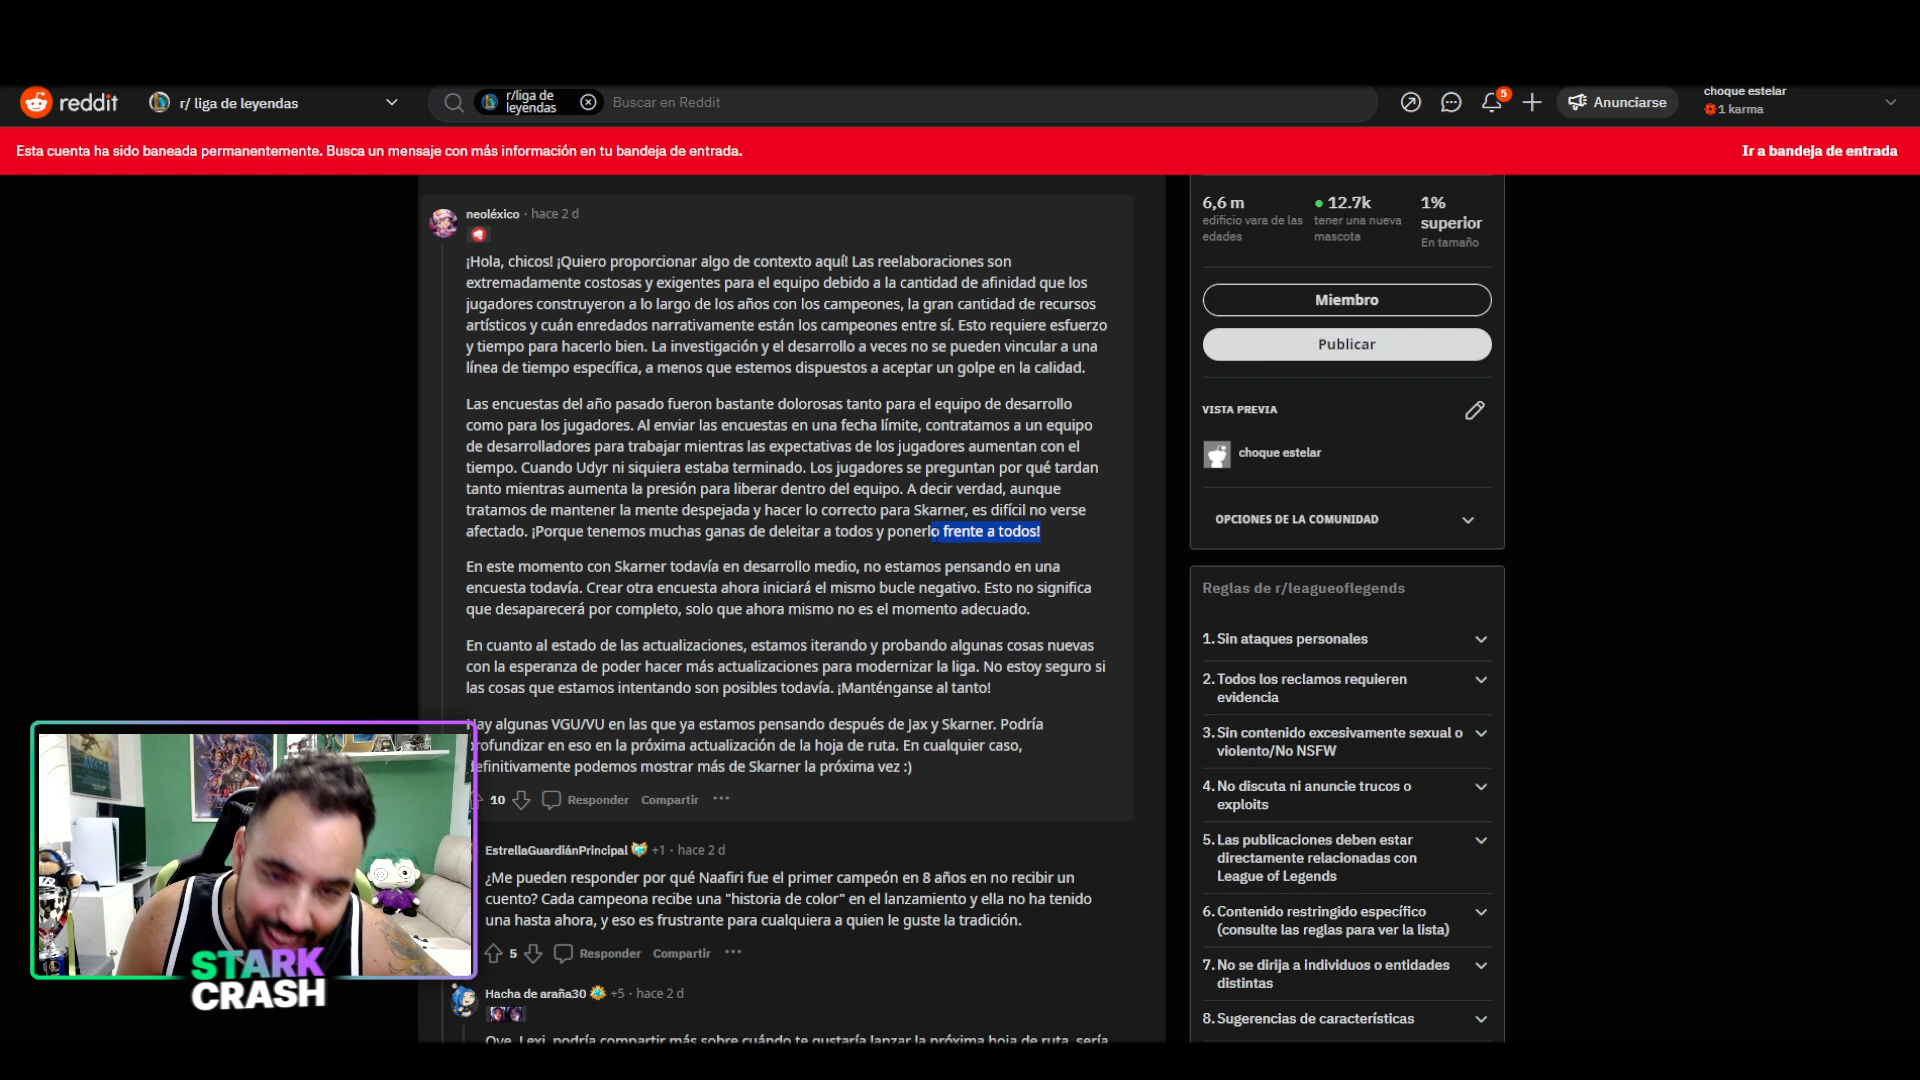 reddit
r/ liga de leyendas
r/liga de
leyendas
Buscar en Reddit
5
Anunciarse
choque estelar
1 karma
Esta cuenta ha sido baneada permanentemente. Busca un mensaje con más información en tu bandeja de entrada.
Ir a bandeja de entrada
neoléxico · hace 2 d
¡Hola, chicos! ¡Quiero proporcionar algo de contexto aquí! Las reelaboraciones son
extremadamente costosas y exigentes para el equipo debido a la cantidad de afinidad que los
jugadores construyeron a lo largo de los años con los campeones, la gran cantidad de recursos
artísticos y cuán enredados narrativamente están los campeones entre sí. Esto requiere esfuerzo
y tiempo para hacerlo bien. La investigación y el desarrollo a veces no se pueden vincular a una
línea de tiempo específica, a menos que estemos dispuestos a aceptar un golpe en la calidad.
Las encuestas del año pasado fueron bastante dolorosas tanto para el equipo de desarrollo
como para los jugadores. Al enviar las encuestas en una fecha límite, contratamos a un equipo
de desarrolladores para trabajar mientras las expectativas de los jugadores aumentan con el
tiempo. Cuando Udyr ni siquiera estaba terminado. Los jugadores se preguntan por qué tardan
tanto mientras aumenta la presión para liberar dentro del equipo. A decir verdad, aunque
tratamos de mantener la mente despejada y hacer lo correcto para Skarner, es difícil no verse
afectado. ¡Porque tenemos muchas ganas de deleitar a todos y ponerlo frente a todos!
En este momento con Skarner todavía en desarrollo medio, no estamos pensando en una
encuesta todavía. Crear otra encuesta ahora iniciará el mismo bucle negativo. Esto no significa
que desaparecerá por completo, solo que ahora mismo no es el momento adecuado.
En cuanto al estado de las actualizaciones, estamos iterando y probando algunas cosas nuevas
con la esperanza de poder hacer más actualizaciones para modernizar la liga. No estoy seguro si
las cosas que estamos intentando son posibles todavía. ¡Manténganse al tanto!
Hay algunas VGU/VU en las que ya estamos pensando después de Jax y Skarner. Podría
profundizar en eso en la próxima actualización de la hoja de ruta. En cualquier caso,
definitivamente podemos mostrar más de Skarner la próxima vez :)
10 Responder Compartir ...
EstrellaGuardiánPrincipal +1 · hace 2 d
¿Me pueden responder por qué Naafiri fue el primer campeón en 8 años en no recibir un
cuento? Cada campeona recibe una "historia de color" en el lanzamiento y ella no ha tenido
una hasta ahora, y eso es frustrante para cualquiera a quien le guste la tradición.
5 Responder Compartir ...
Hacha de araña30 +5 · hace 2 d
Oye, Lexi, podría compartir más sobre cuándo te gustaría lanzar la próxima hoja de ruta, sería
6,6 m
edificio vara de las
edades
12.7k
tener una nueva
mascota
1%
superior
En tamaño
Miembro
Publicar
VISTA PREVIA
choque estelar
OPCIONES DE LA COMUNIDAD
Reglas de r/leagueoflegends
1. Sin ataques personales
2. Todos los reclamos requieren
evidencia
3. Sin contenido excesivamente sexual o
violento/No NSFW
4. No discuta ni anuncie trucos o
exploits
5. Las publicaciones deben estar
directamente relacionadas con
League of Legends
6. Contenido restringido específico
(consulte las reglas para ver la lista)
7. No se dirija a individuos o entidades
distintas
8. Sugerencias de características
AVATAR
STARK
CRASH